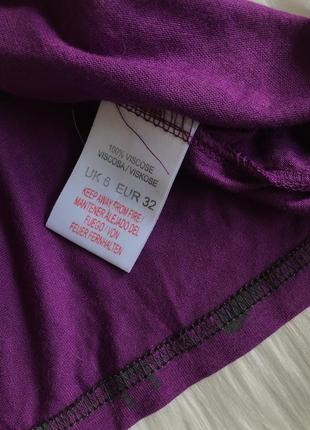 100% VISCOSE
VISCOSA / VISKOSE
UK 6 EUR 32
KEEP AWAY FROM FIRE /
MANTENER ALEJADO DEL
FUEGO / VON
FEUER FERNHALTEN